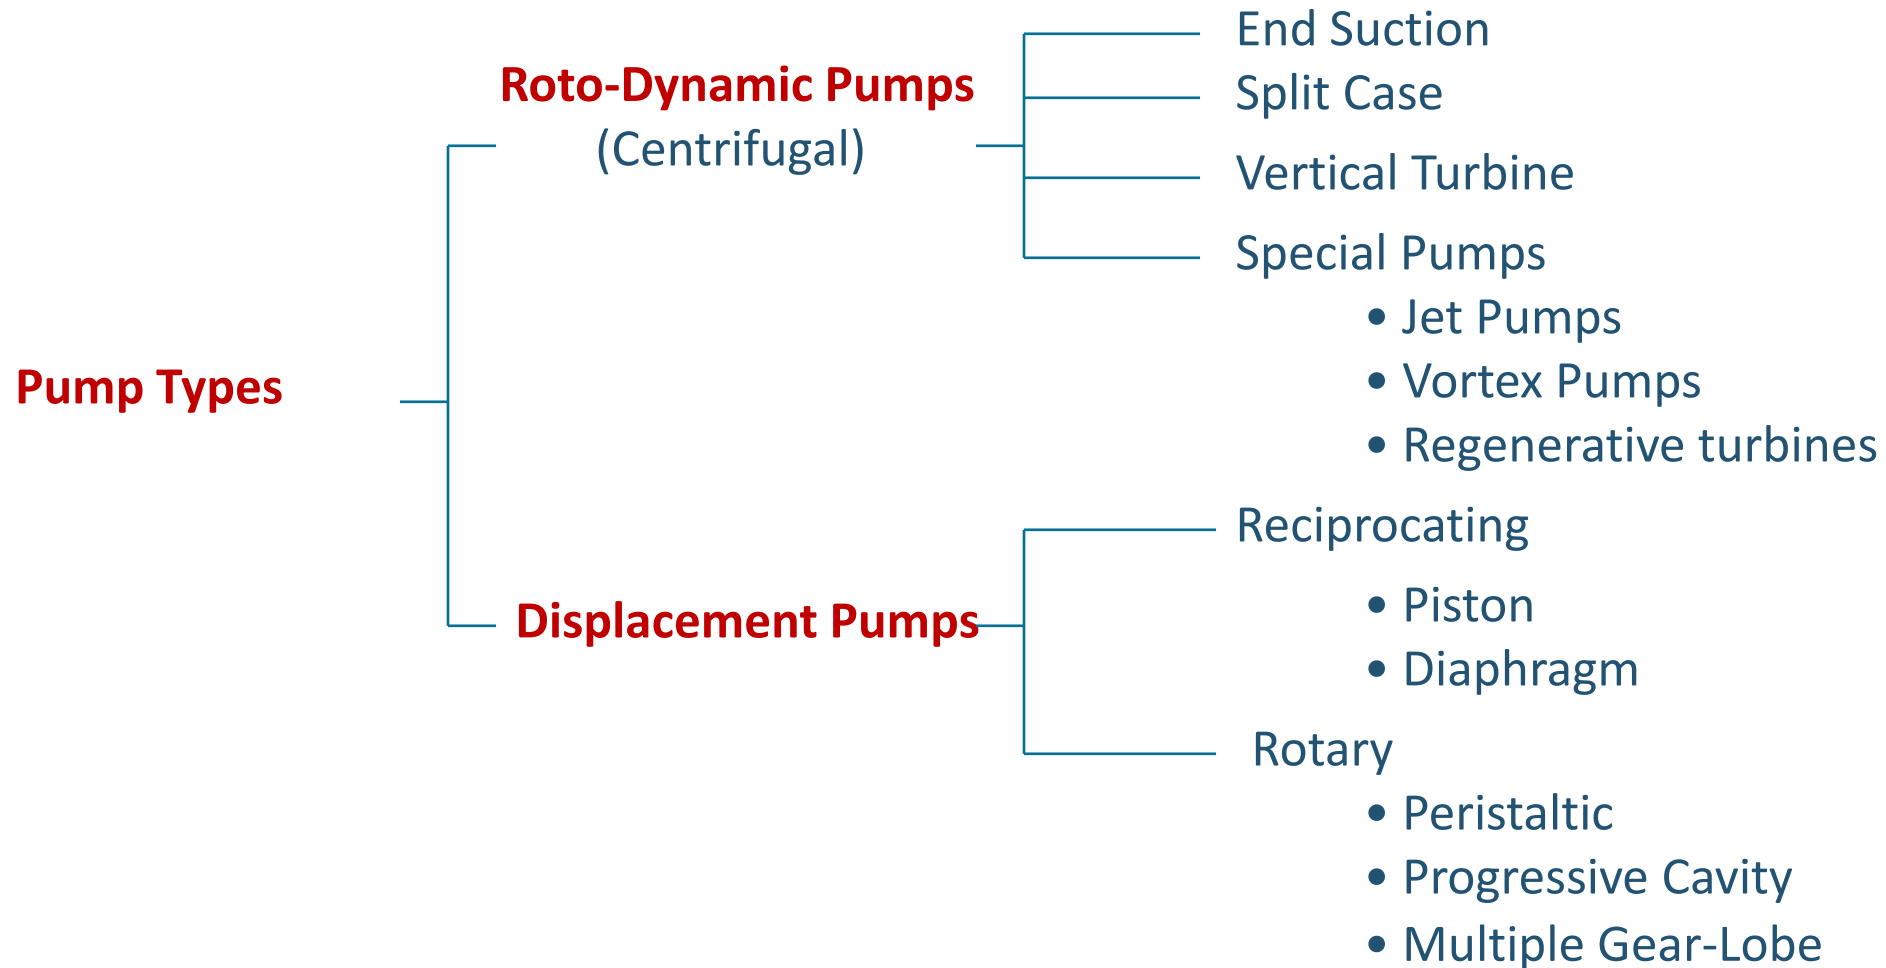 Pump Types
Roto-Dynamic Pumps
(Centrifugal)
End Suction
Split Case
Vertical Turbine
Special Pumps
• Jet Pumps
• Vortex Pumps
• Regenerative turbines
Displacement Pumps
Reciprocating
• Piston
• Diaphragm
Rotary
• Peristaltic
• Progressive Cavity
• Multiple Gear-Lobe